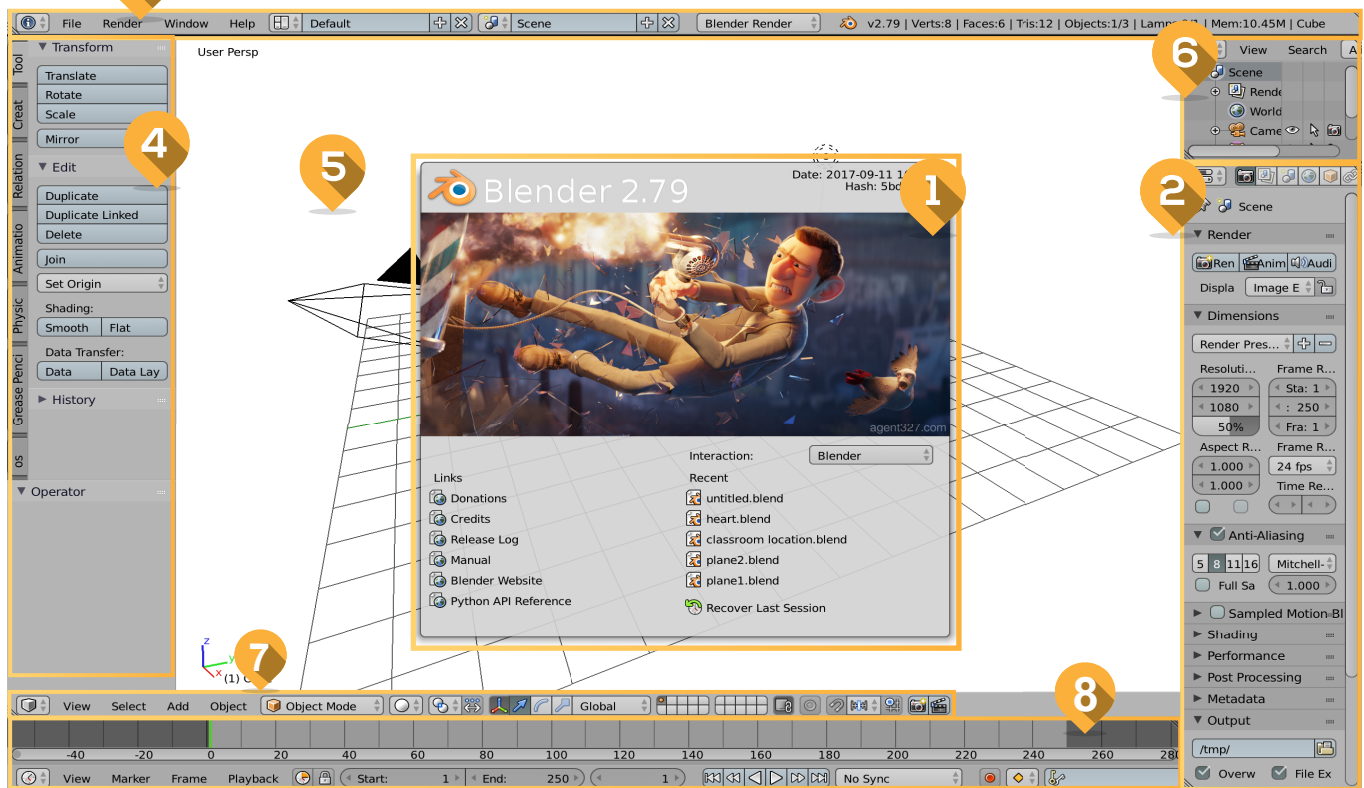 File Render Window Help Default Scene Blender Render v2.79 | Verts:8 | Faces:6 | Tris:12 | Objects:1/3 | Mem:10.45M | Cube
Tool
Creat
Relation
Animatio
Physic
Grease Penci
os
Transform
Translate
Rotate
Scale
Mirror
4
Edit
Duplicate
Duplicate Linked
Delete
Join
Set Origin
Shading:
Smooth Flat
Data Transfer:
Data Data Lay
History
Operator
User Persp
5
Blender 2.79
Date: 2017-09-11
Hash: 5bd
1
agent327.com
Interaction: Blender
Links
Donations
Credits
Release Log
Manual
Blender Website
Python API Reference
Recent
untitled.blend
heart.blend
classroom location.blend
plane2.blend
plane1.blend
Recover Last Session
z
y
x
(1)
7
6
View Search
Scene
Rende
World
Came
2
Scene
Render
Ren Anim Audi
Displa Image E
Dimensions
Render Pres...
Resoluti... Frame R...
1920 Sta: 1
1080 : 250
50% Fra: 1
Aspect R... Frame R...
1.000 24 fps
1.000 Time Re...
Anti-Aliasing
5 8 11 16 Mitchell-
Full Sa 1.000
Sampled Motion Bl
Shading
Performance
Post Processing
Metadata
Output
/tmp/
Overw File Ex
View Select Add Object Object Mode Global
8
-40 -20 0 20 40 60 80 100 120 140 160 180 200 220 240 260 280
View Marker Frame Playback Start: 1 End: 250 1 No Sync